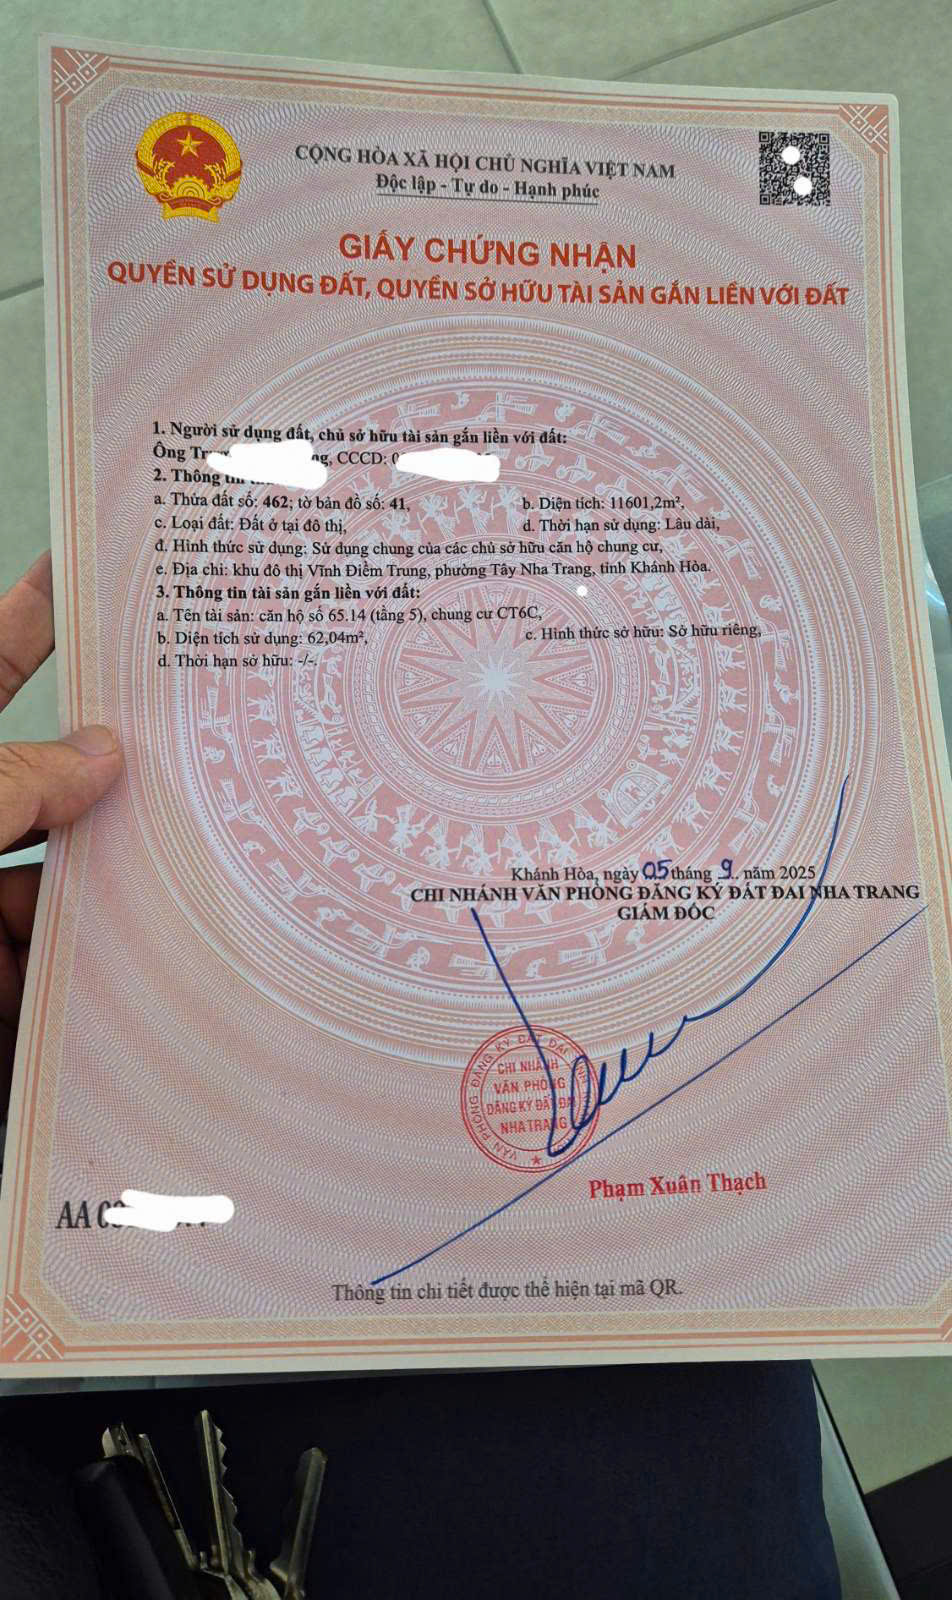 CỘNG HÒA XÃ HỘI CHỦ NGHĨA VIỆT NAM
Độc lập - Tự do - Hạnh phúc
GIẤY CHỨNG NHẬN
QUYỀN SỬ DỤNG ĐẤT, QUYỀN SỞ HỮU TÀI SẢN GẮN LIỀN VỚI ĐẤT
1. Người sử dụng đất, chủ sở hữu tài sản gắn liền với đất:
Ông CCCD:
2. Thông tin
a. Thửa đất số: 462; tờ bản đồ số: 41, b. Diện tích: 11601,2m²,
c. Loại đất: Đất ở tại đô thị, d. Thời hạn sử dụng: Lâu dài,
đ. Hình thức sử dụng: Sử dụng chung của các chủ sở hữu căn hộ chung cư,
e. Địa chỉ: khu đô thị Vĩnh Điềm Trung, phường Tây Nha Trang, tỉnh Khánh Hòa.
3. Thông tin tài sản gắn liền với đất:
a. Tên tài sản: căn hộ số 65.14 (tầng 5), chung cư CT6C,
b. Diện tích sử dụng: 62,04m², c. Hình thức sở hữu: Sở hữu riêng,
d. Thời hạn sở hữu: -/-.
Khánh Hòa, ngày 05 tháng 9. năm 2025
CHI NHÁNH VĂN PHÒNG ĐĂNG KÝ ĐẤT ĐAI NHA TRANG
GIÁM ĐỐC
VĂN PHÒNG ĐĂNG KÝ ĐẤT ĐAI
CHI NHÁNH
VĂN PHÒNG
ĐĂNG KÝ ĐẤT ĐAI
NHA TRANG
Phạm Xuân Thạch
AA
Thông tin chi tiết được thể hiện tại mã QR.